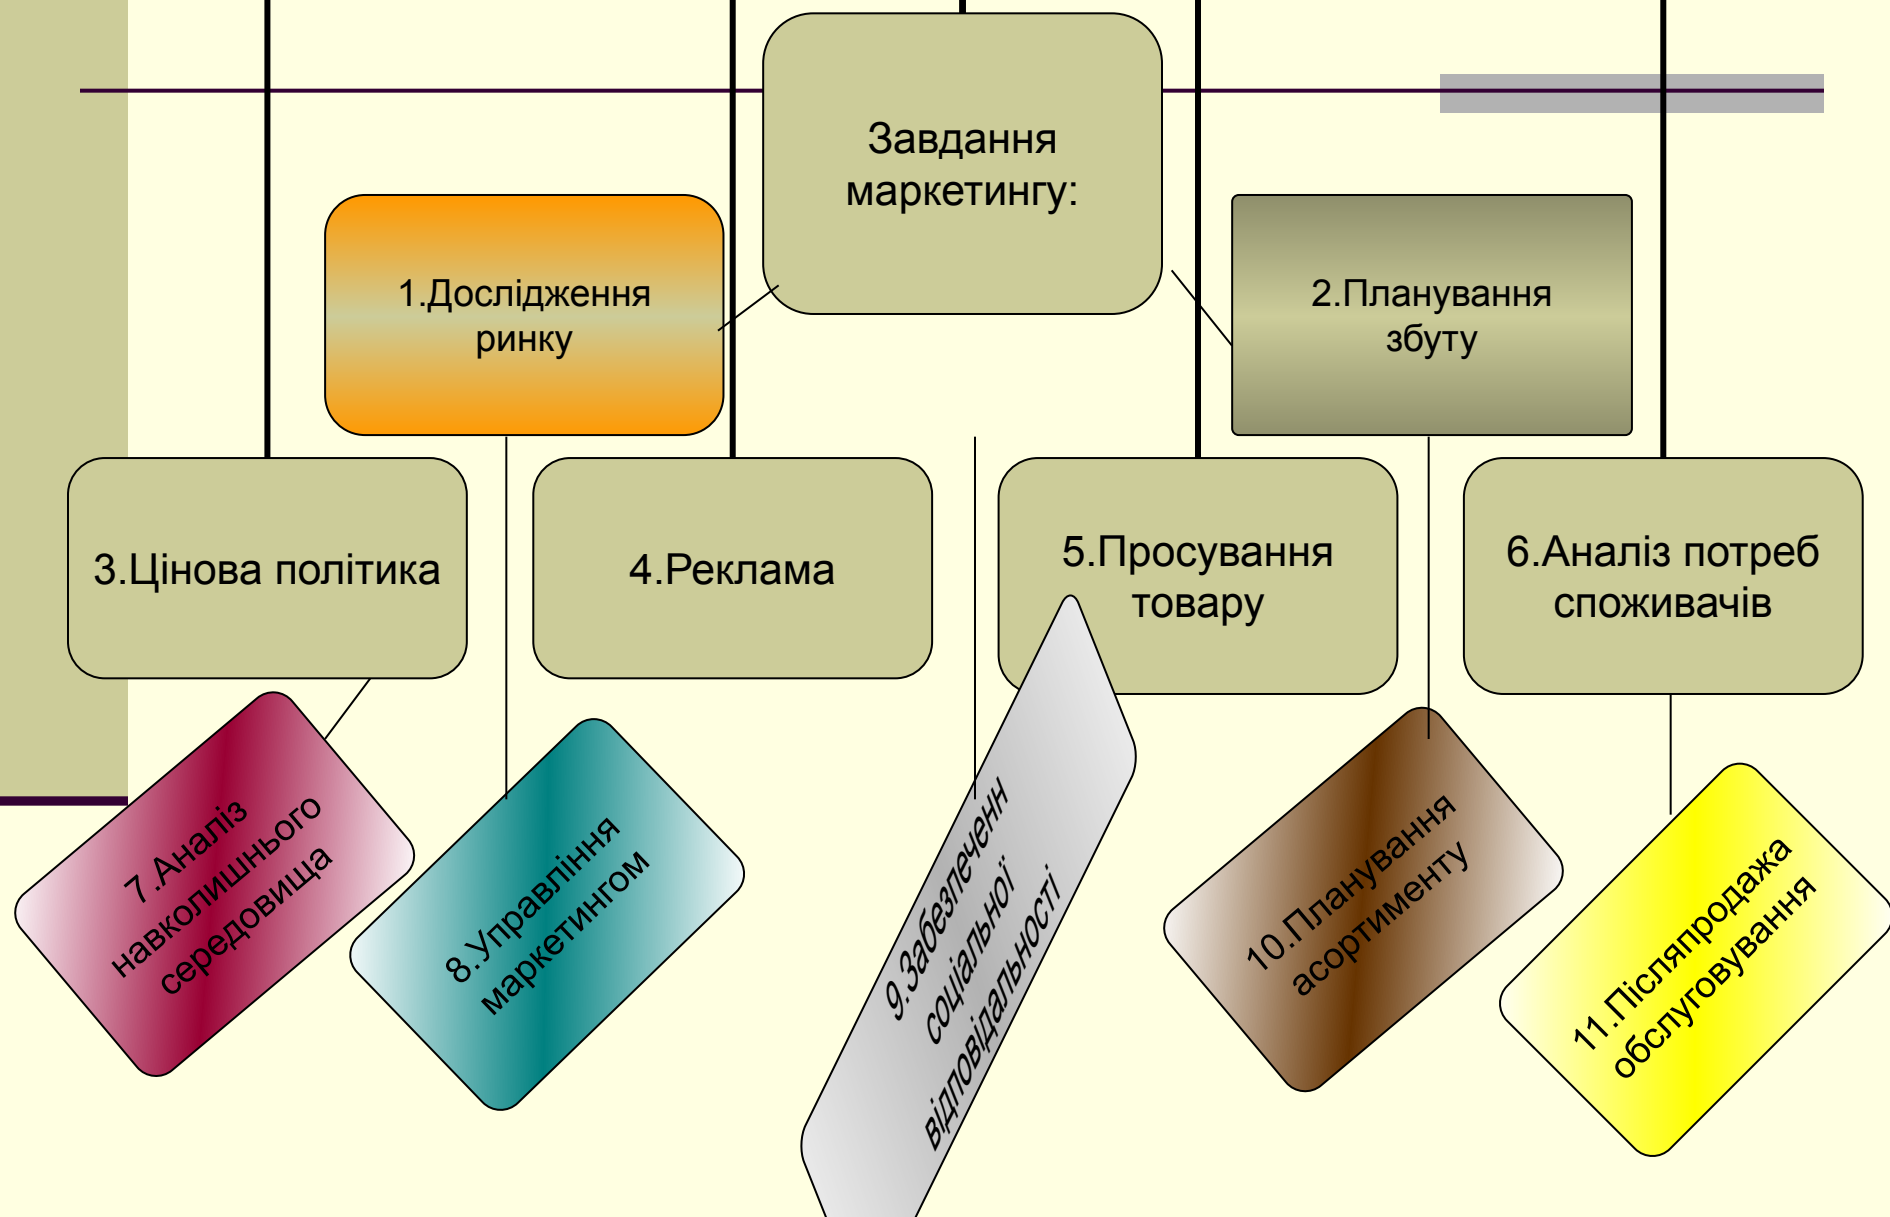 Завдання
маркетингу:
1.Дослідження
ринку
2.Планування
збуту
3.Цінова політика
4.Реклама
5.Просування
товару
6.Аналіз потреб
споживачів
7.Аналіз
навколишнього
середовища
8.Управління
маркетингом
9.Забезпеченн
соціальної
відповідальності
10.Планування
асортименту
11.Післяпродажа
обслуговування